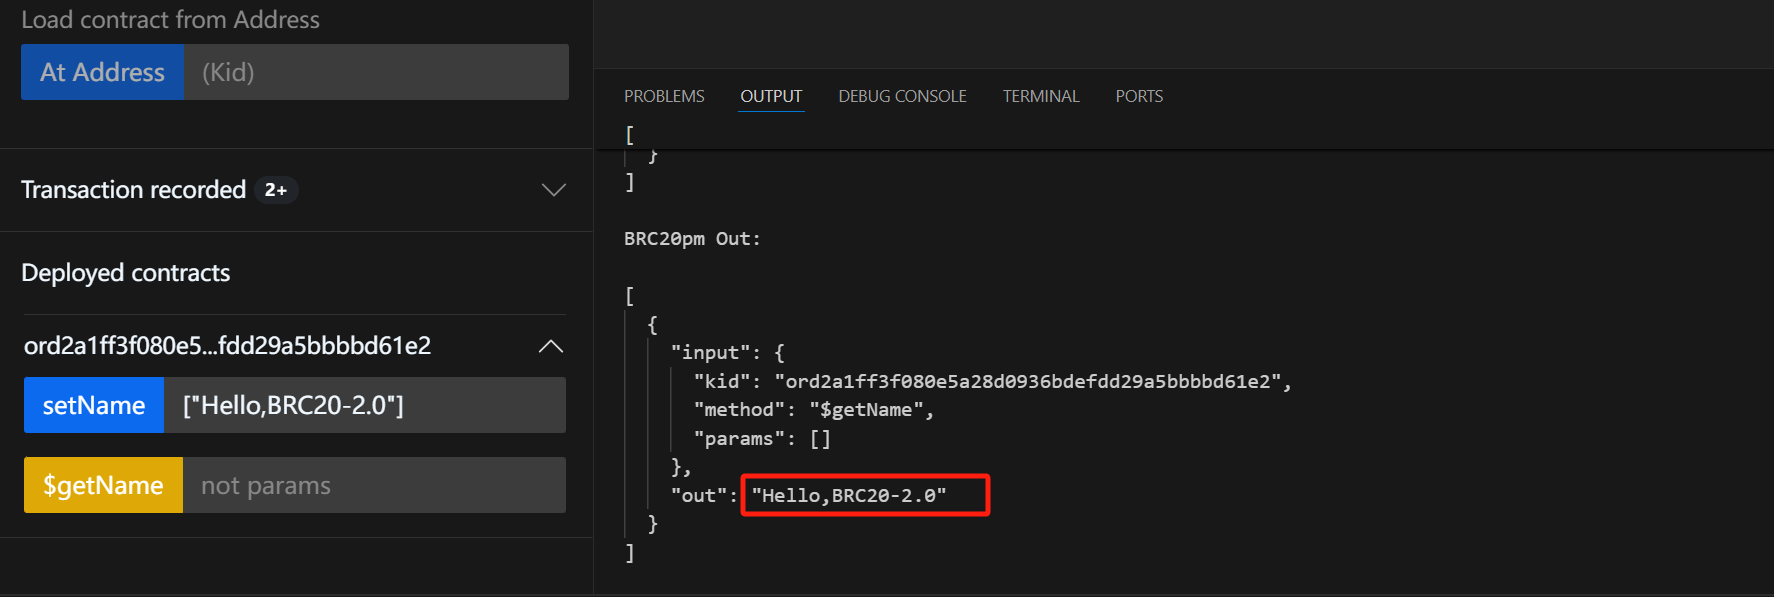 Load contract from Address
At Address (Kid)
Transaction recorded 2+
Deployed contracts
ord2a1ff3f080e5...fdd29a5bbbbd61e2
setName ["Hello,BRC20-2.0"]
$getName not params
PROBLEMS OUTPUT DEBUG CONSOLE TERMINAL PORTS
[
}
]
BRC20pm Out:
[
{
"input": {
"kid": "ord2a1ff3f080e5a28d0936bdefdd29a5bbbbd61e2",
"method": "$getName",
"params": []
},
"out": "Hello,BRC20-2.0"
}
]